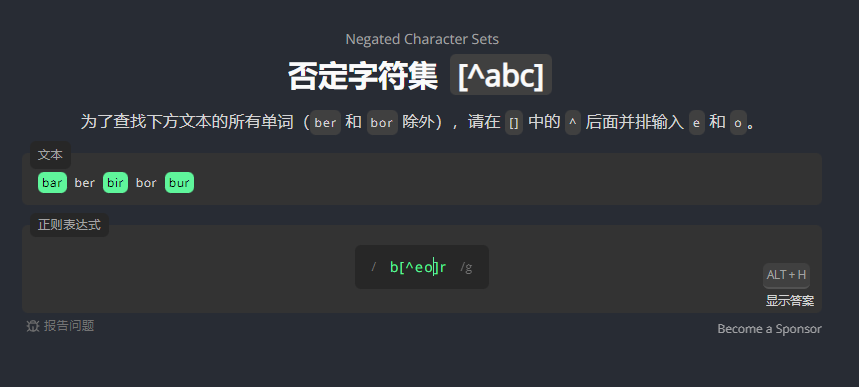 Negated Character Sets
否定字符集 [^abc]
为了查找下方文本的所有单词（ber 和 bor 除外），请在 [] 中的 ^ 后面并排输入 e 和 o。
文本
bar ber bir bor bur
正则表达式
/ b[^eo]r /g
ALT + H
显示答案
报告问题
Become a Sponsor